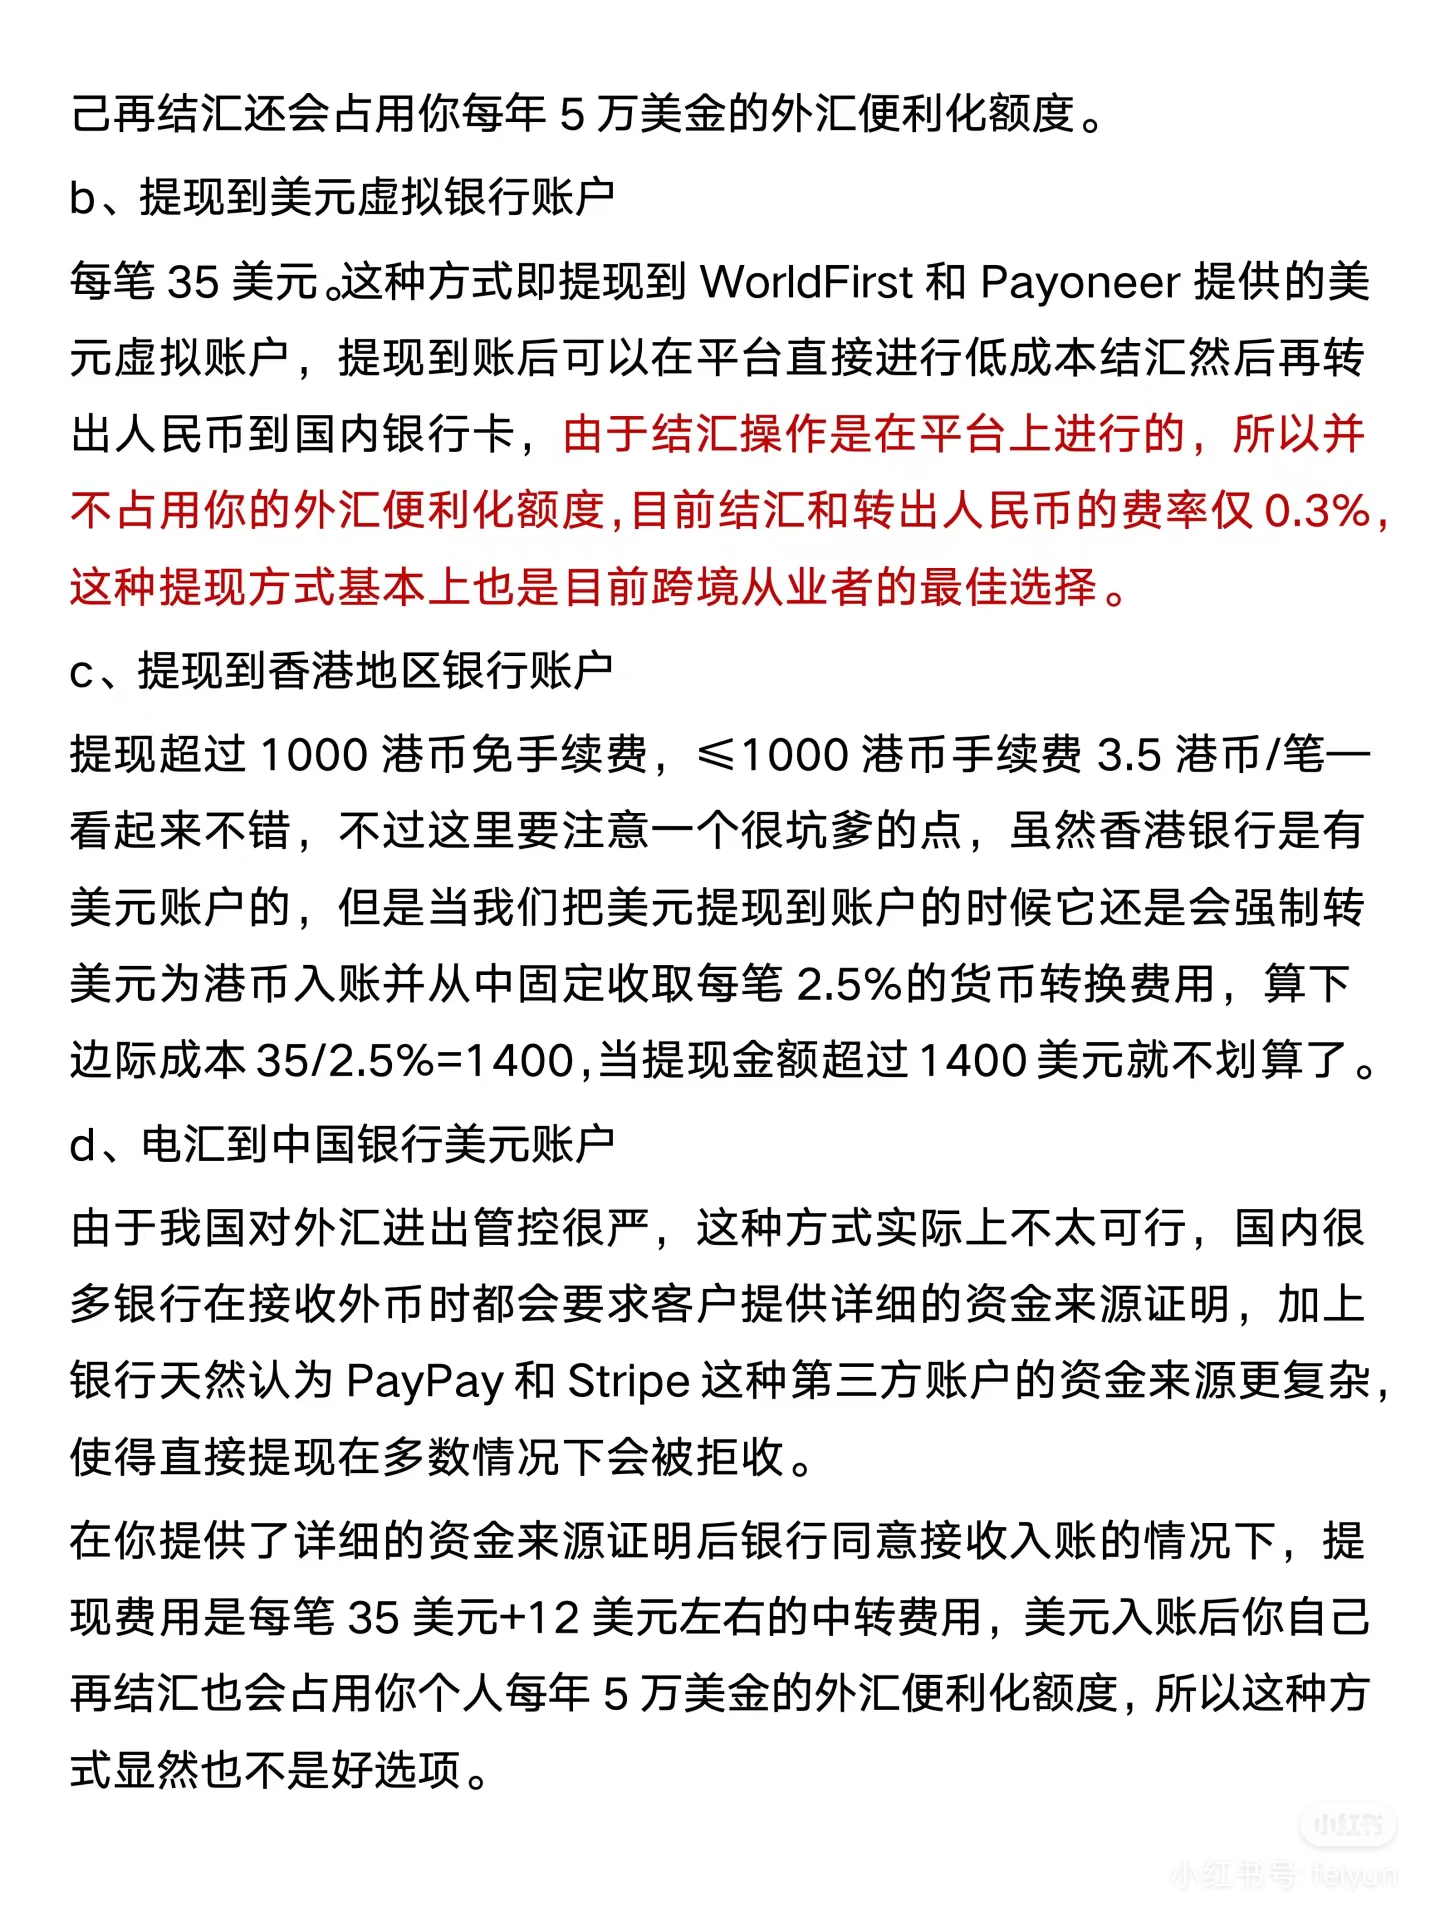 己再结汇还会占用你每年 5 万美金的外汇便利化额度。
b、提现到美元虚拟银行账户
每笔 35 美元。这种方式即提现到 WorldFirst 和 Payoneer 提供的美
元虚拟账户，提现到账后可以在平台直接进行低成本结汇然后再转
出人民币到国内银行卡，由于结汇操作是在平台上进行的，所以并
不占用你的外汇便利化额度,目前结汇和转出人民币的费率仅 0.3%，
这种提现方式基本上也是目前跨境从业者的最佳选择。
c、提现到香港地区银行账户
提现超过 1000 港币免手续费，≤1000 港币手续费 3.5 港币/笔—
看起来不错，不过这里要注意一个很坑爹的点，虽然香港银行是有
美元账户的，但是当我们把美元提现到账户的时候它还是会强制转
美元为港币入账并从中固定收取每笔 2.5%的货币转换费用，算下
边际成本 35/2.5%=1400,当提现金额超过 1400 美元就不划算了。
d、电汇到中国银行美元账户
由于我国对外汇进出管控很严，这种方式实际上不太可行，国内很
多银行在接收外币时都会要求客户提供详细的资金来源证明，加上
银行天然认为 PayPay 和 Stripe 这种第三方账户的资金来源更复杂，
使得直接提现在多数情况下会被拒收。
在你提供了详细的资金来源证明后银行同意接收入账的情况下，提
现费用是每笔 35 美元+12 美元左右的中转费用，美元入账后你自己
再结汇也会占用你个人每年 5 万美金的外汇便利化额度，所以这种方
式显然也不是好选项。
小红书
小红书号: feiyun